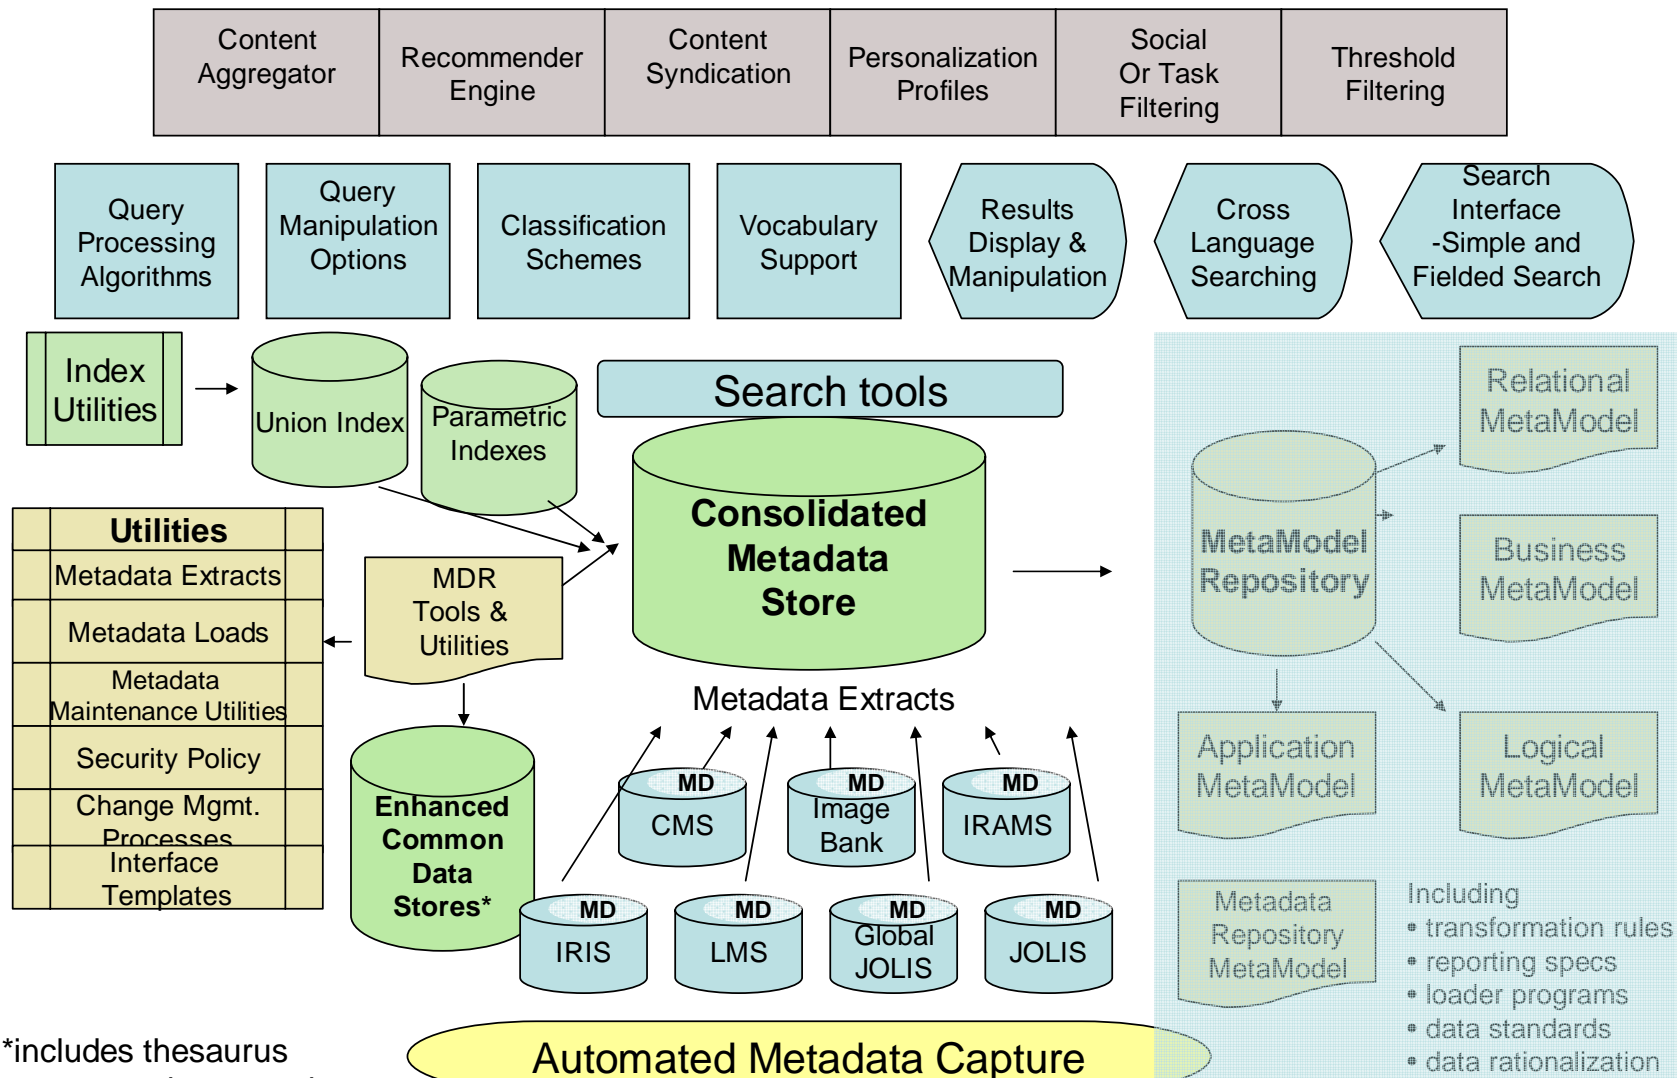 Content
Aggregator
Recommender
Engine
Content
Syndication
Personalization
Profiles
Social
Or Task
Filtering
Threshold
Filtering
Query
Processing
Algorithms
Query
Manipulation
Options
Classification
Schemes
Vocabulary
Support
Results
Display &
Manipulation
Cross
Language
Searching
Search
Interface
-Simple and
Fielded Search
Index
Utilities
Union Index
Parametric
Indexes
Search tools
Consolidated
Metadata
Store
Utilities
Metadata Extracts
Metadata Loads
Metadata
Maintenance Utilities
Security Policy
Change Mgmt.
Processes
Interface
Templates
MDR
Tools &
Utilities
Enhanced
Common
Data
Stores*
Metadata Extracts
MD
CMS
MD
Image
Bank
MD
IRAMS
MD
IRIS
MD
LMS
MD
Global
JOLIS
MD
JOLIS
MetaModel
Repository
Relational
MetaModel
Business
MetaModel
Application
MetaModel
Logical
MetaModel
Metadata
Repository
MetaModel
Including
• transformation rules
• reporting specs
• loader programs
• data standards
• data rationalization
*includes thesaurus
Automated Metadata Capture